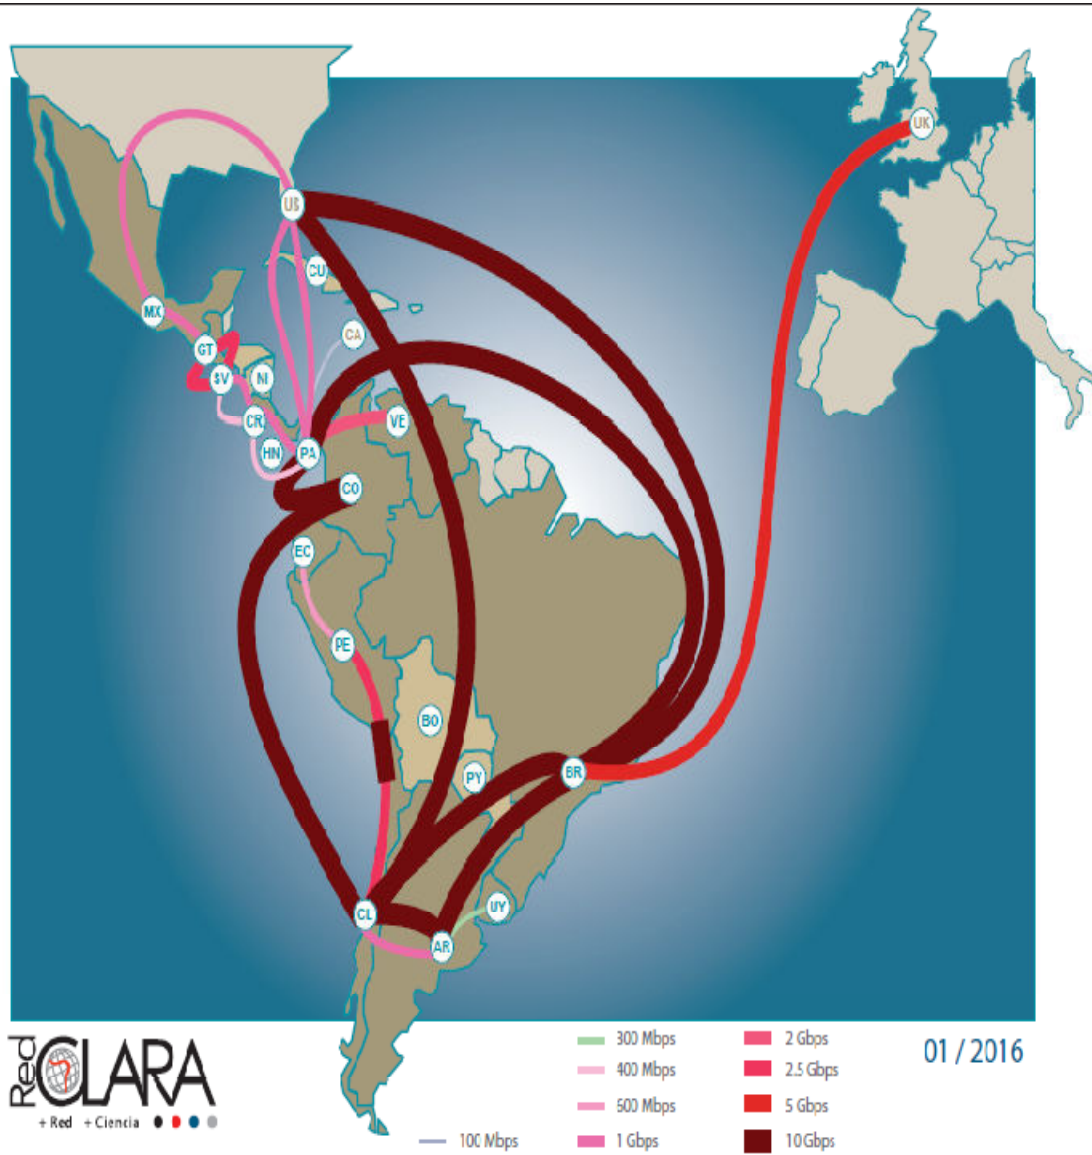 UK
US
CU
MX
CA
GT
SV
NI
CR
VE
HN
PA
CO
EC
PE
BO
PY
BR
CL
UY
AR
Red
CLARA
+ Red + Ciencia
100 Mbps
300 Mbps
400 Mbps
600 Mbps
1 Gbps
2 Gbps
2.5 Gbps
5 Gbps
10 Gbps
01 / 2016